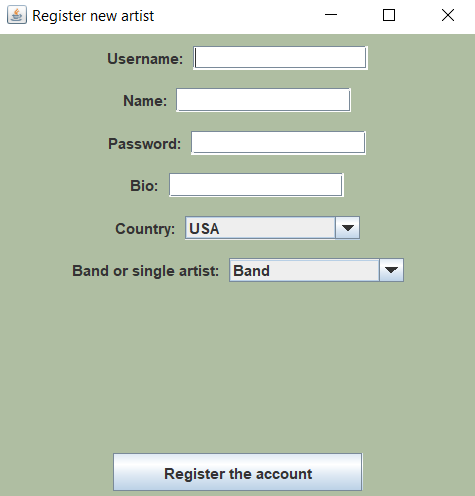 Register new artist
Username:
Name:
Password:
Bio:
Country: USA
Band or single artist: Band
Register the account